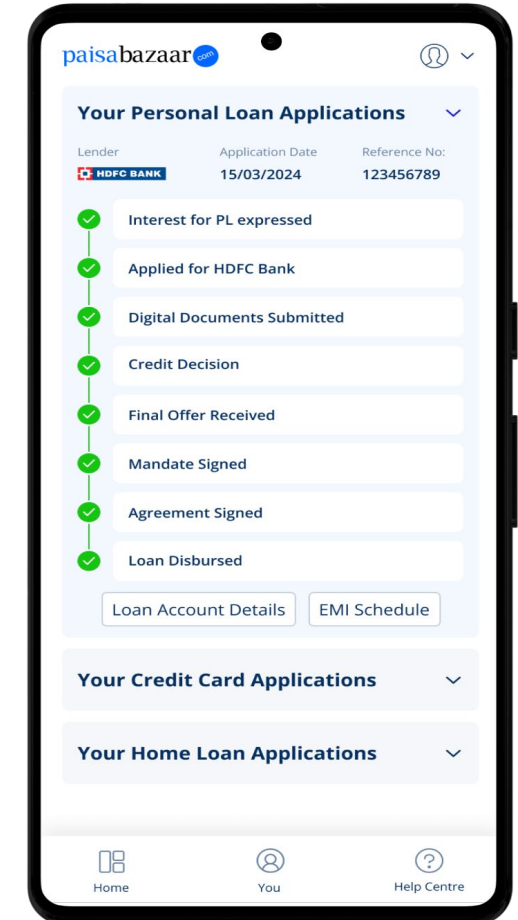 paisabazaar.com
Your Personal Loan Applications
Lender Application Date Reference No:
HDFC BANK 15/03/2024 123456789
Interest for PL expressed
Applied for HDFC Bank
Digital Documents Submitted
Credit Decision
Final Offer Received
Mandate Signed
Agreement Signed
Loan Disbursed
Loan Account Details EMI Schedule
Your Credit Card Applications
Your Home Loan Applications
Home You Help Centre